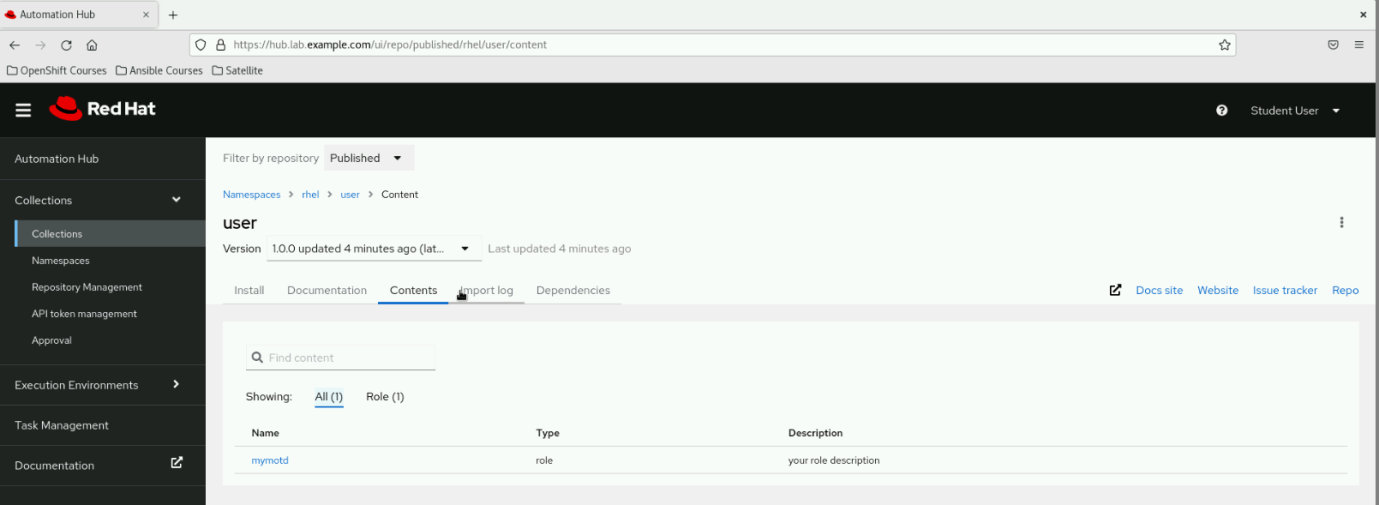 Automation Hub
https://hub.lab.example.com/ui/repo/published/rhel/user/content
OpenShift Courses Ansible Courses Satellite
Red Hat
Student User
Automation Hub
Collections
Collections
Namespaces
Repository Management
API token management
Approval
Execution Environments
Task Management
Documentation
Filter by repository Published
Namespaces > rhel > user > Content
user
Version 1.0.0 updated 4 minutes ago (lat... Last updated 4 minutes ago
Install Documentation Contents Import log Dependencies Docs site Website Issue tracker Repo
Find content
Showing: All (1) Role (1)
Name Type Description
mymotd role your role description